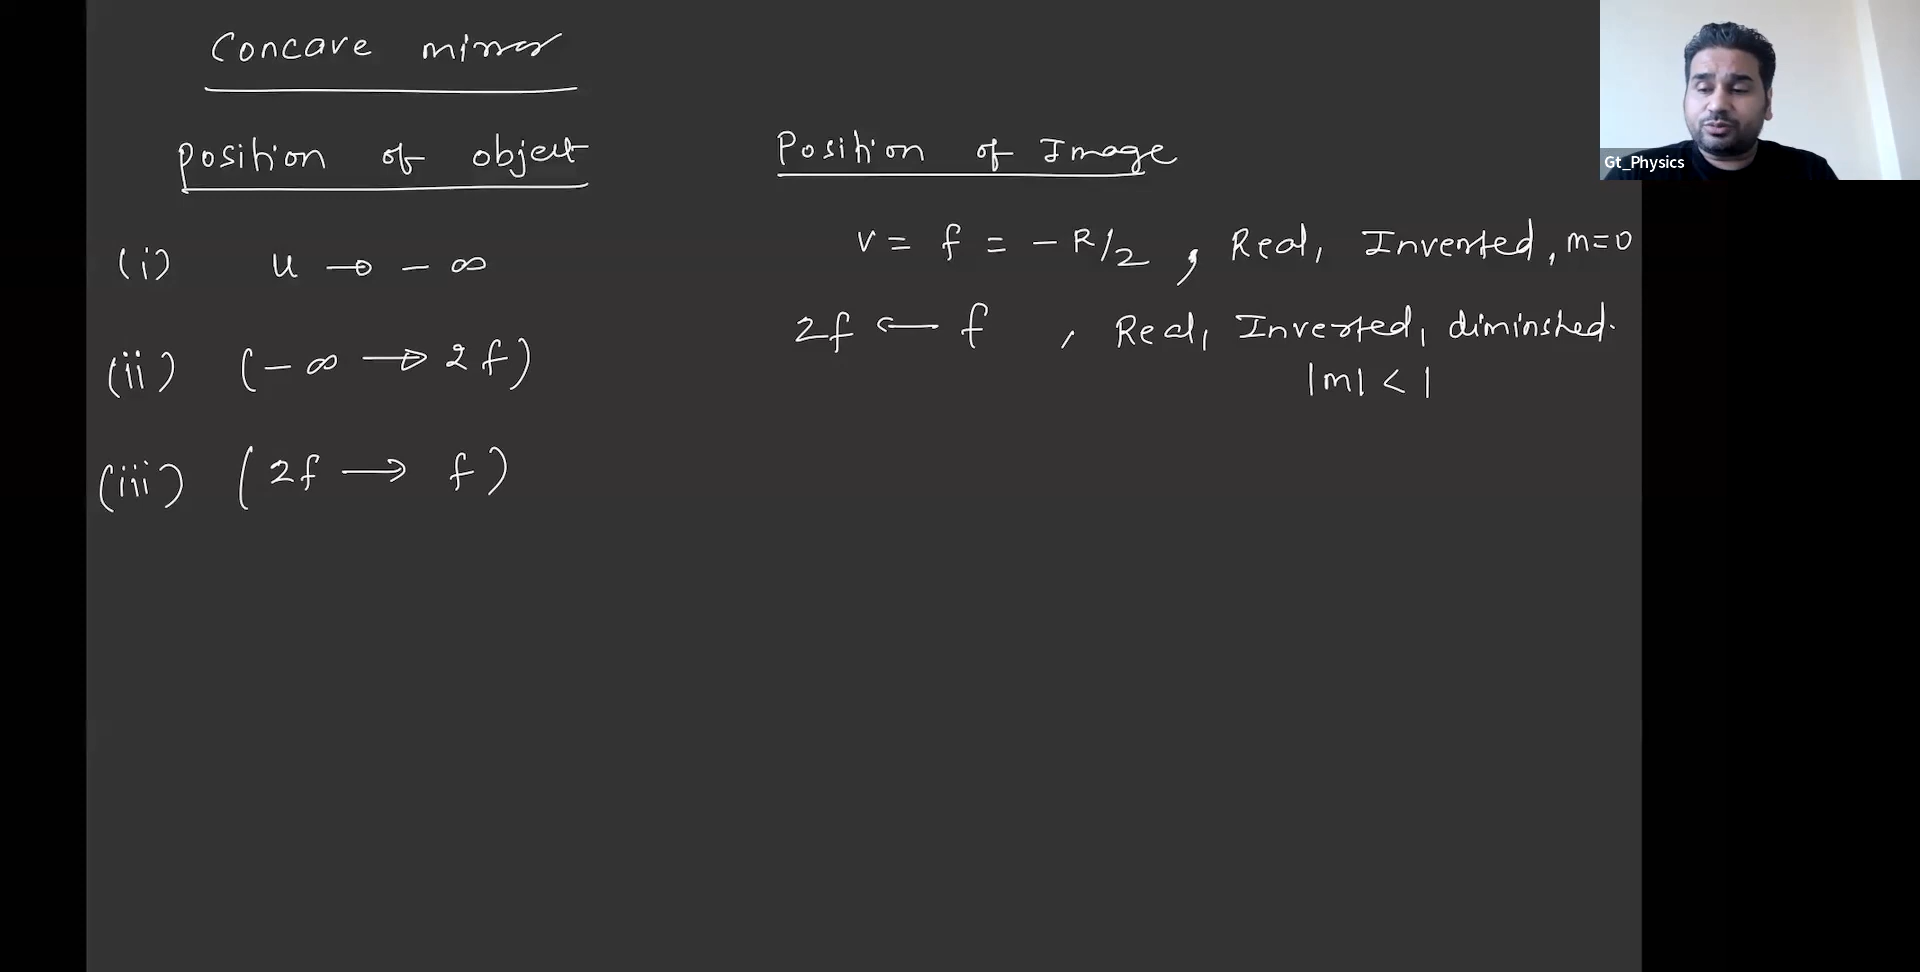 Concave mirror
Position of object
Position of Image
Gt_Physics
(i) u → - ∞
v = f = - R/2 , Real, Inverted, m=0
(ii) (- ∞ → 2f)
2f ← f , Real, Inverted, diminshed.
|m| < 1
(iii) (2f → f)